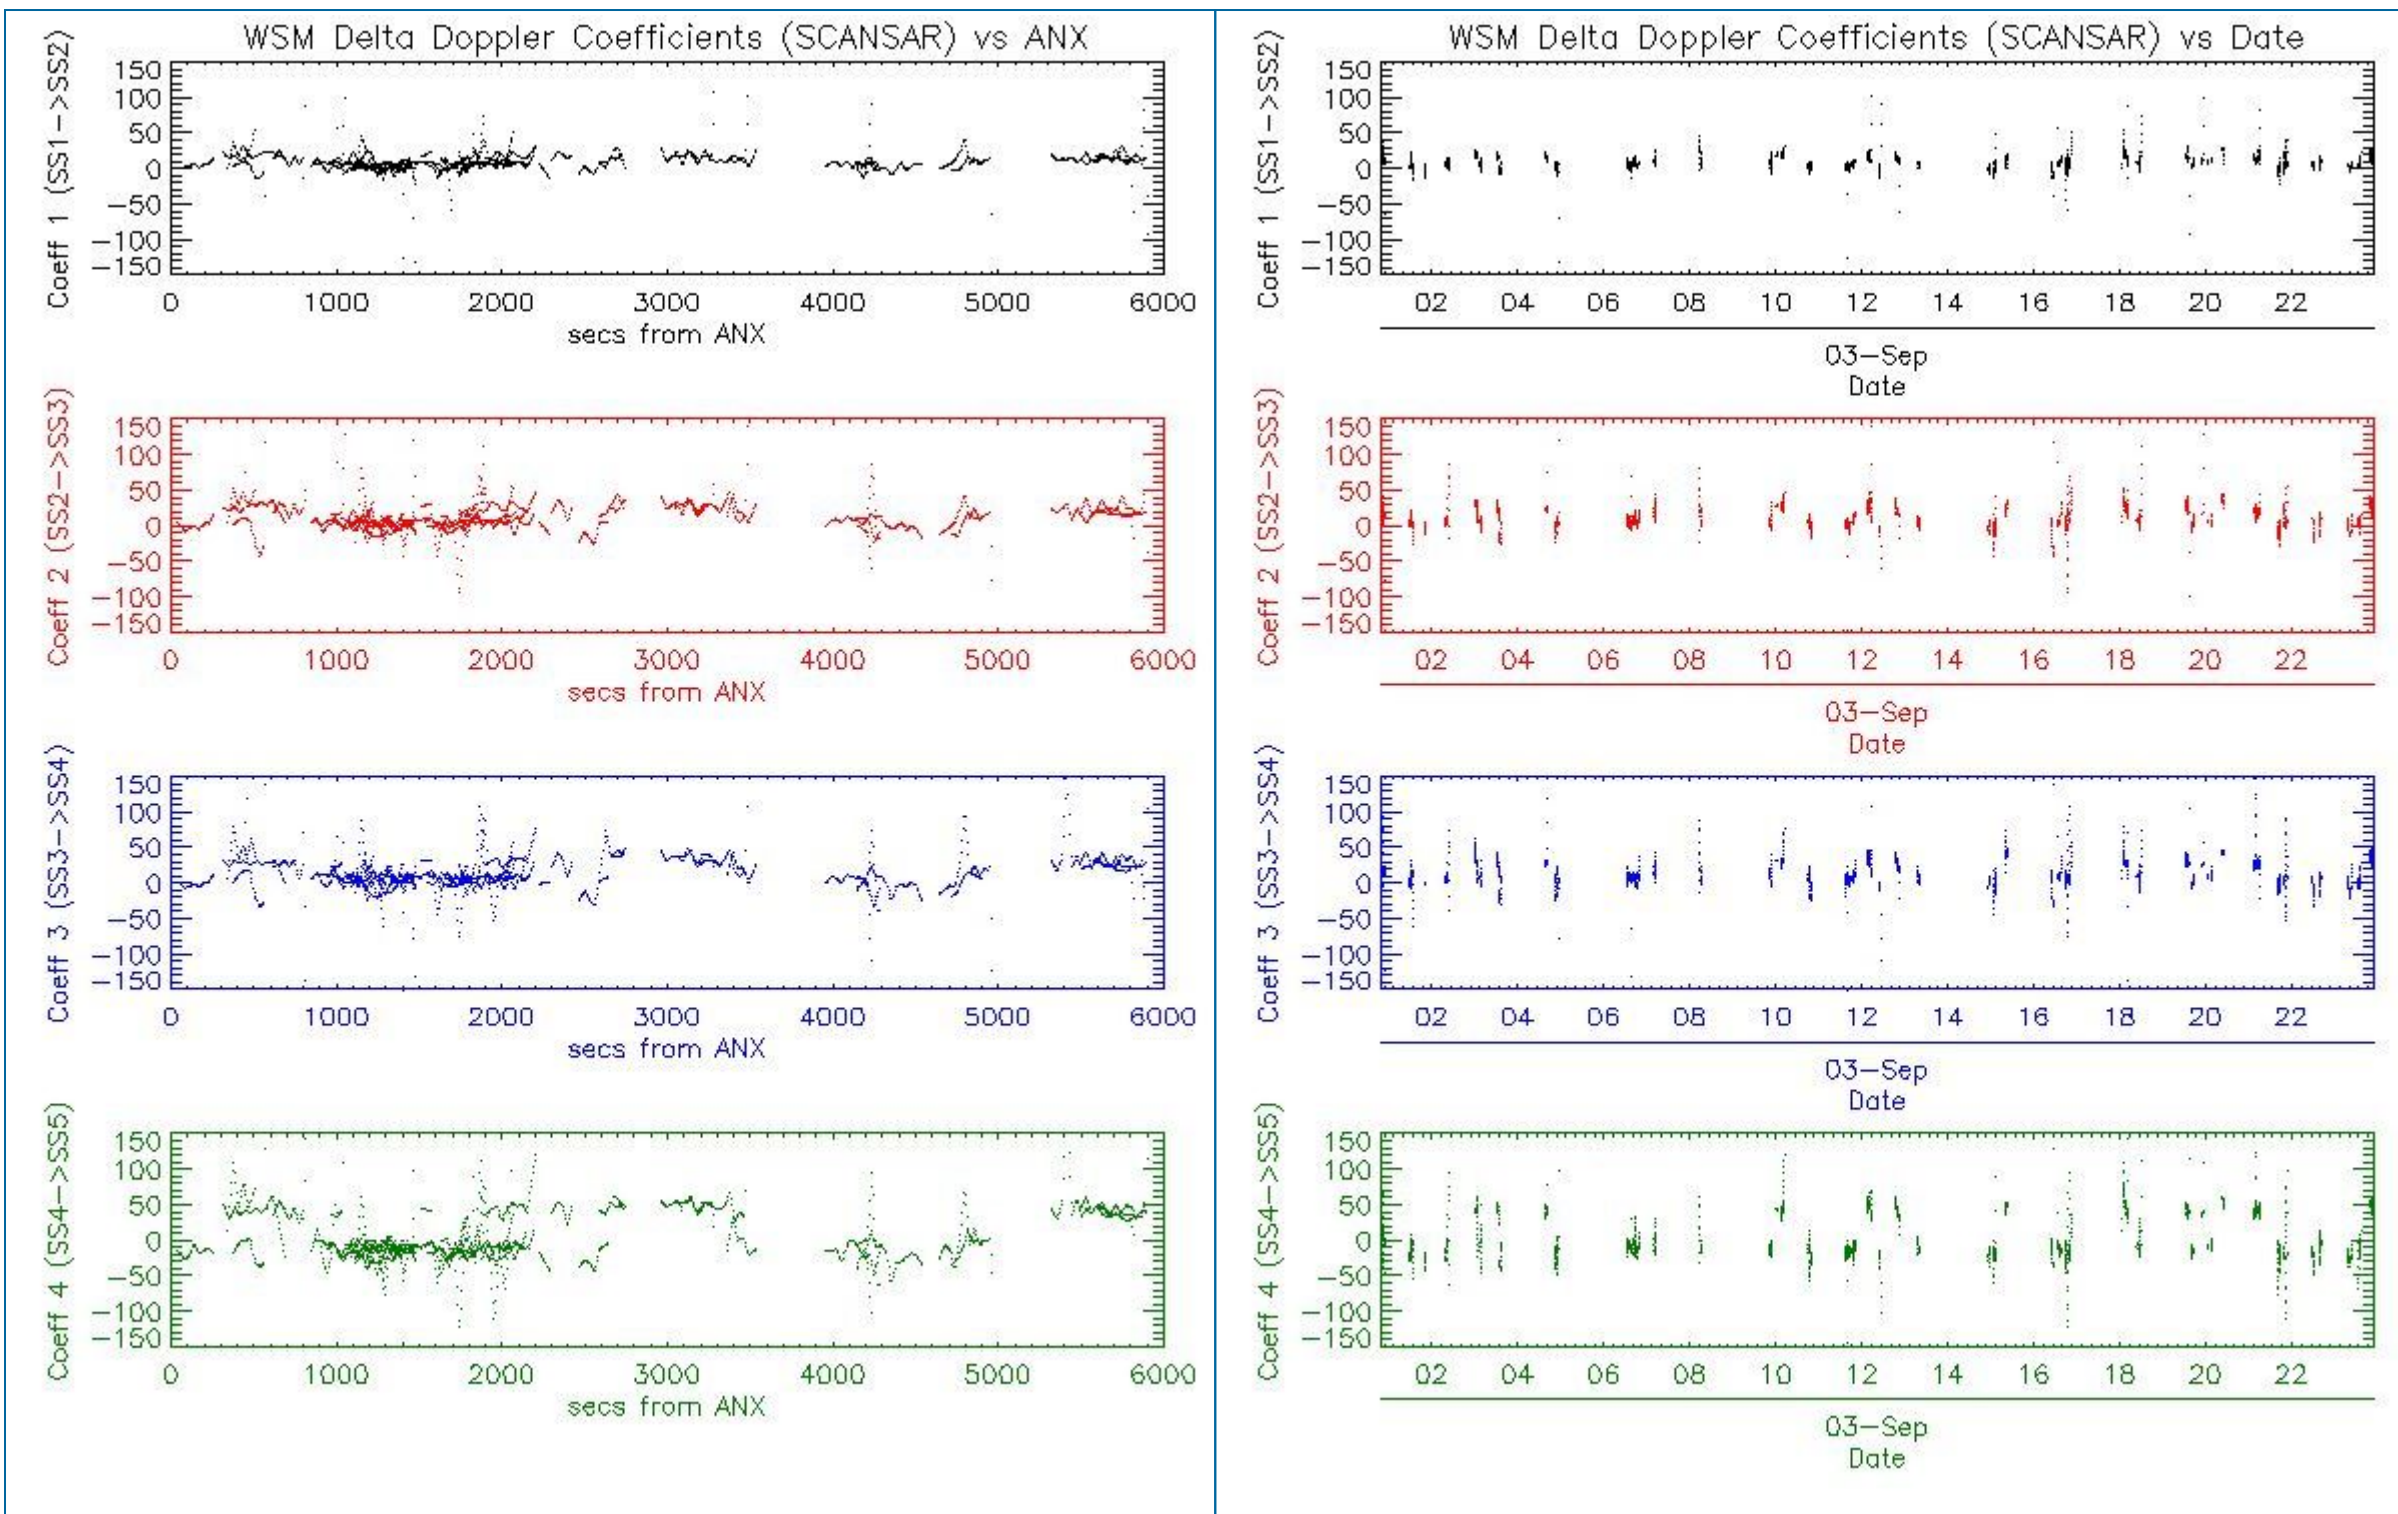 WSM Delta Doppler Coefficients (SCANSAR) vs ANX
Coeff 1 (SS1->SS2)
150
100
50
0
-50
-100
-150
0 1000 2000 3000 4000 5000 6000
secs from ANX
Coeff 2 (SS2->SS3)
150
100
50
0
-50
-100
-150
0 1000 2000 3000 4000 5000 6000
secs from ANX
Coeff 3 (SS3->SS4)
150
100
50
0
-50
-100
-150
0 1000 2000 3000 4000 5000 6000
secs from ANX
Coeff 4 (SS4->SS5)
150
100
50
0
-50
-100
-150
0 1000 2000 3000 4000 5000 6000
secs from ANX
WSM Delta Doppler Coefficients (SCANSAR) vs Date
Coeff 1 (SS1->SS2)
150
100
50
0
-50
-100
-150
02 04 06 08 10 12 14 16 18 20 22
03-Sep
Date
Coeff 2 (SS2->SS3)
150
100
50
0
-50
-100
-150
02 04 06 08 10 12 14 16 18 20 22
03-Sep
Date
Coeff 3 (SS3->SS4)
150
100
50
0
-50
-100
-150
02 04 06 08 10 12 14 16 18 20 22
03-Sep
Date
Coeff 4 (SS4->SS5)
150
100
50
0
-50
-100
-150
02 04 06 08 10 12 14 16 18 20 22
03-Sep
Date